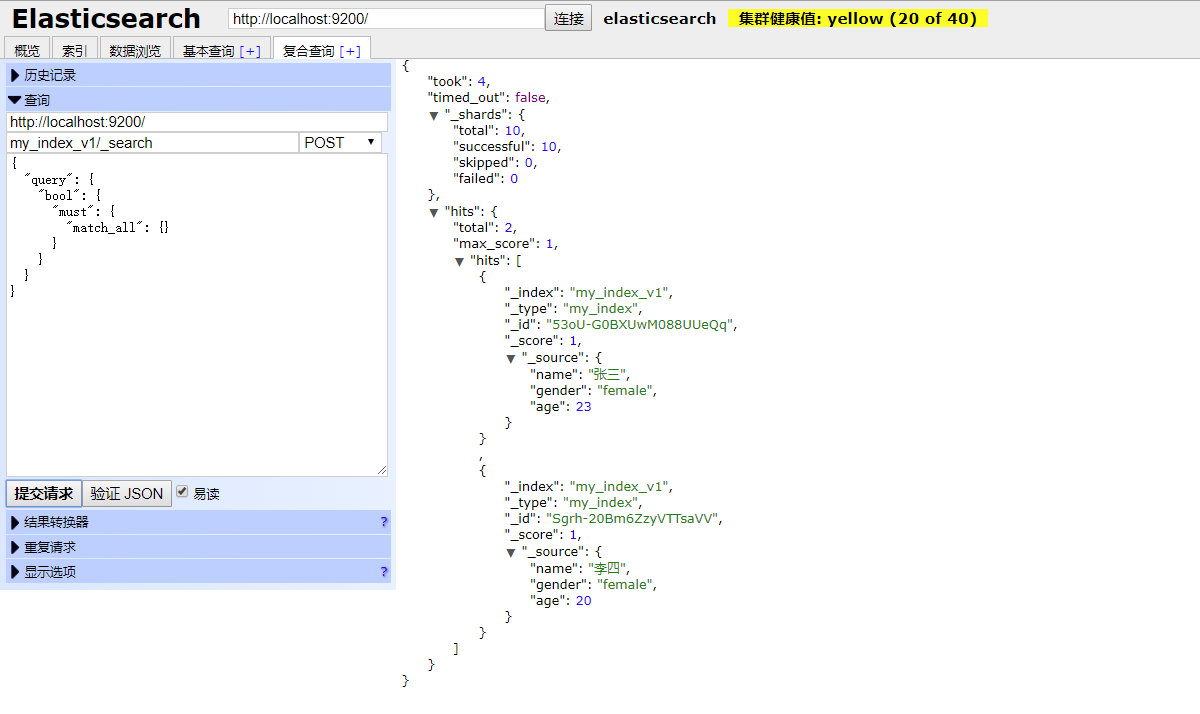 Elasticsearch http://localhost:9200/ 连接 elasticsearch 集群健康值: yellow (20 of 40)
概览 索引 数据浏览 基本查询 [+] 复合查询 [+]
历史记录
查询
http://localhost:9200/
my_index_v1/_search POST
{
"query": {
"bool": {
"must": {
"match_all": {}
}
}
}
}
提交请求 验证 JSON 易读
结果转换器 ?
重复请求
显示选项 ?
{
"took": 4,
"timed_out": false,
"_shards": {
"total": 10,
"successful": 10,
"skipped": 0,
"failed": 0
},
"hits": {
"total": 2,
"max_score": 1,
"hits": [
{
"_index": "my_index_v1",
"_type": "my_index",
"_id": "53oU-G0BXUwM088UUeQq",
"_score": 1,
"_source": {
"name": "张三",
"gender": "female",
"age": 23
}
}
,
{
"_index": "my_index_v1",
"_type": "my_index",
"_id": "Sgrh-20Bm6ZzyVTTsaVV",
"_score": 1,
"_source": {
"name": "李四",
"gender": "female",
"age": 20
}
}
]
}
}